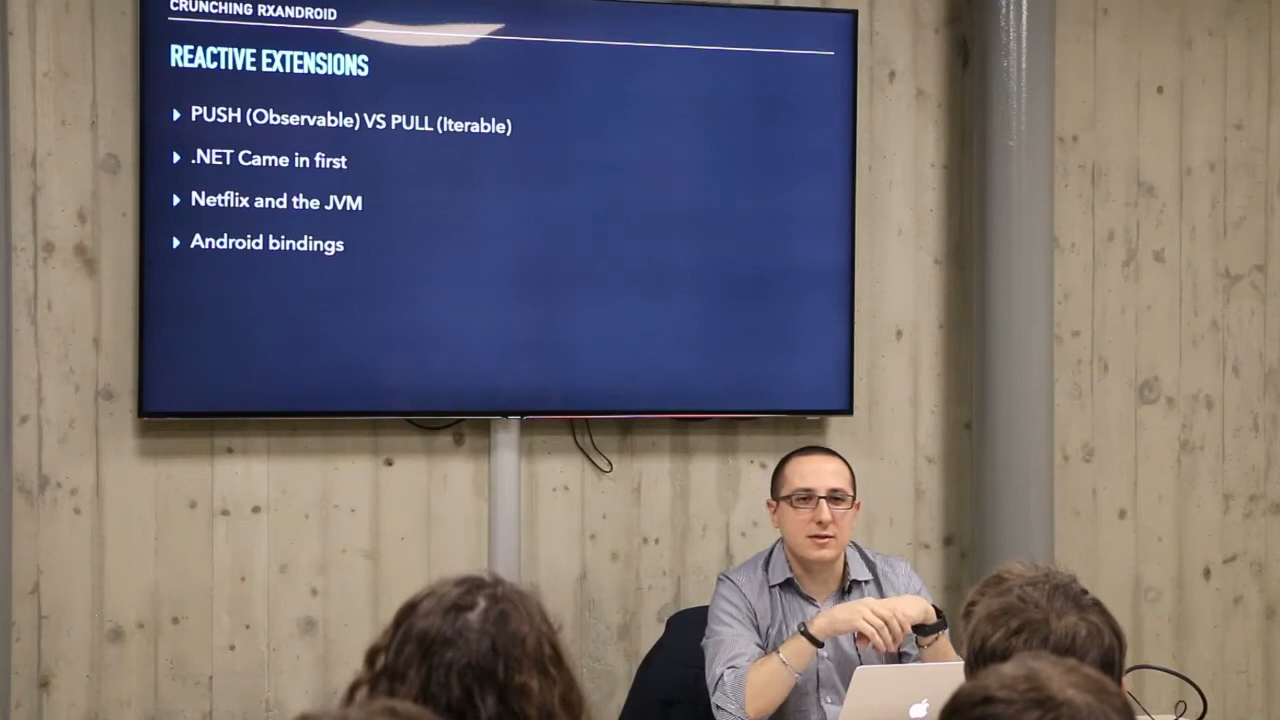 CRUNCHING RXANDROID
REACTIVE EXTENSIONS
PUSH (Observable) VS PULL (Iterable)
.NET Came in first
Netflix and the JVM
Android bindings